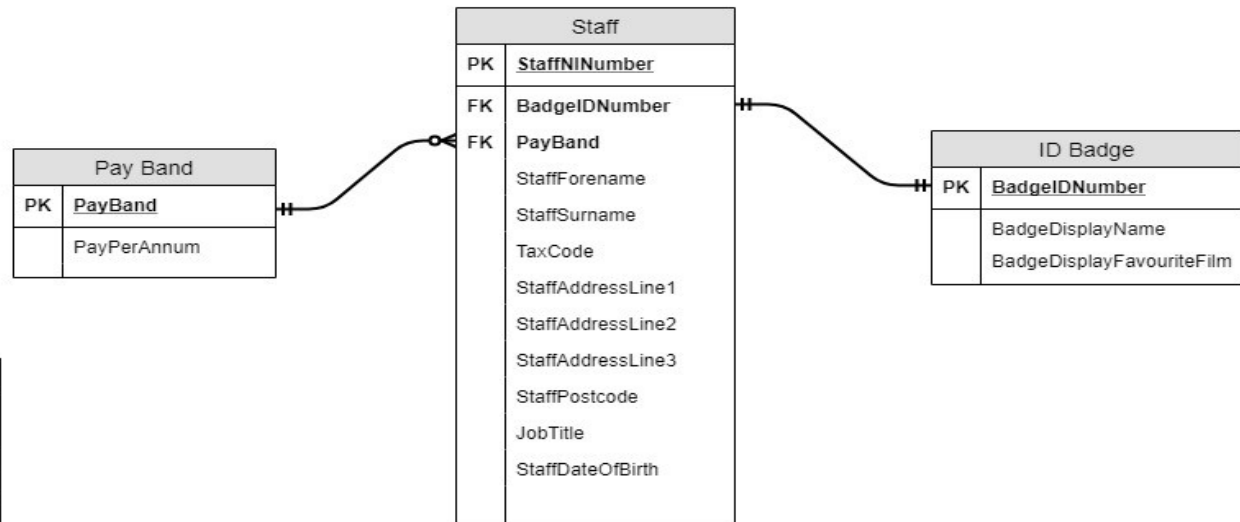 Pay Band
PK PayBand
PayPerAnnum
Staff
PK StaffNINumber
FK BadgeIDNumber
FK PayBand
StaffForename
StaffSurname
TaxCode
StaffAddressLine1
StaffAddressLine2
StaffAddressLine3
StaffPostcode
JobTitle
StaffDateOfBirth
ID Badge
PK BadgeIDNumber
BadgeDisplayName
BadgeDisplayFavouriteFilm